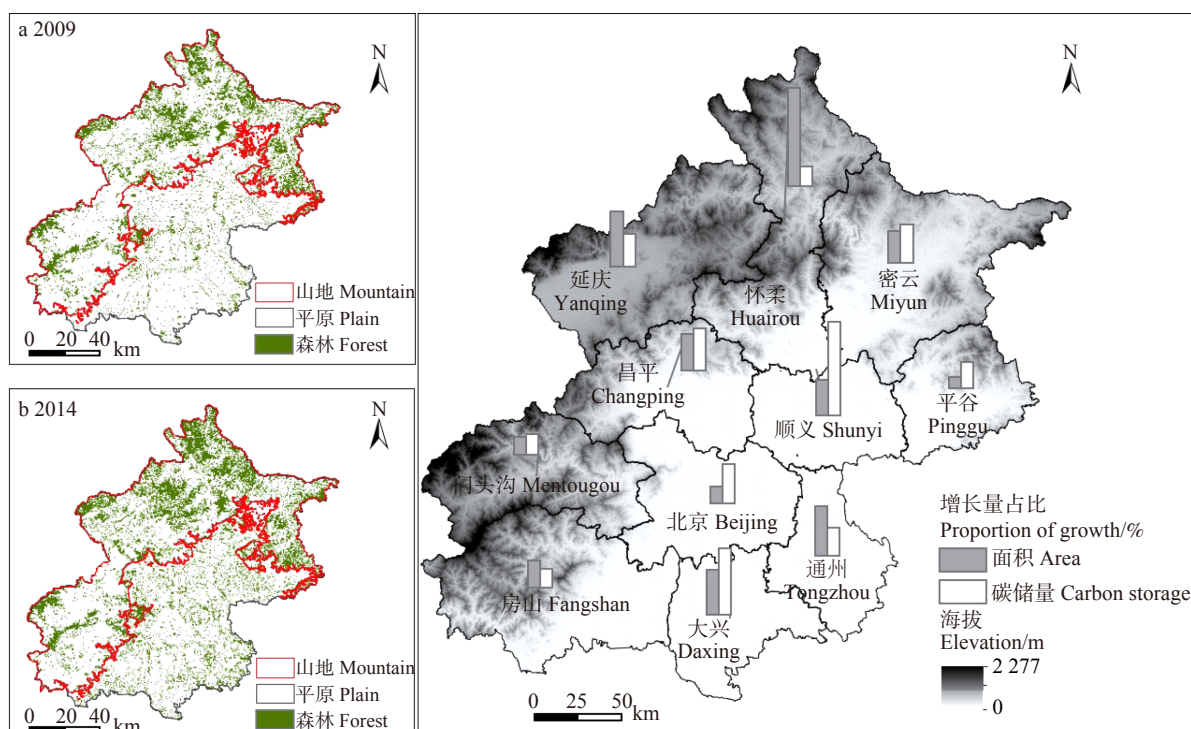 a 2009
N
山地 Mountain
平原 Plain
森林 Forest
0 20 40
km
b 2014
N
山地 Mountain
平原 Plain
森林 Forest
0 20 40
km
N
延庆
Yanqing
怀柔
Huairou
密云
Miyun
昌平
Changping
顺义 Shunyi
平谷
Pinggu
门头沟 Mentougou
北京 Beijing
通州
Tongzhou
房山 Fangshan
大兴
Daxing
增长量占比
Proportion of growth/%
面积 Area
碳储量 Carbon storage
海拔
Elevation/m
2 277
0
0 25 50
km